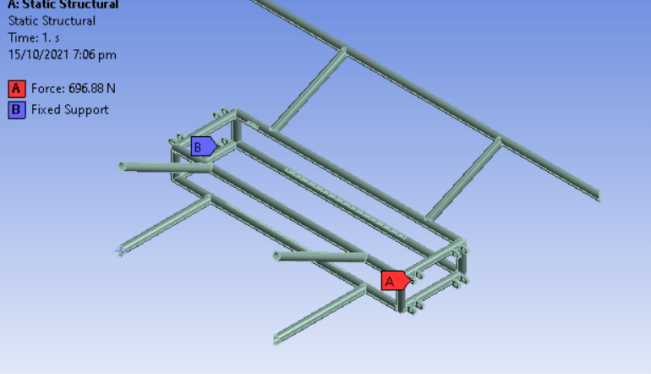 A: Static Structural
Static Structural
Time: 1. s
15/10/2021 7:06 pm
A Force: 696.88 N
B Fixed Support
B
A